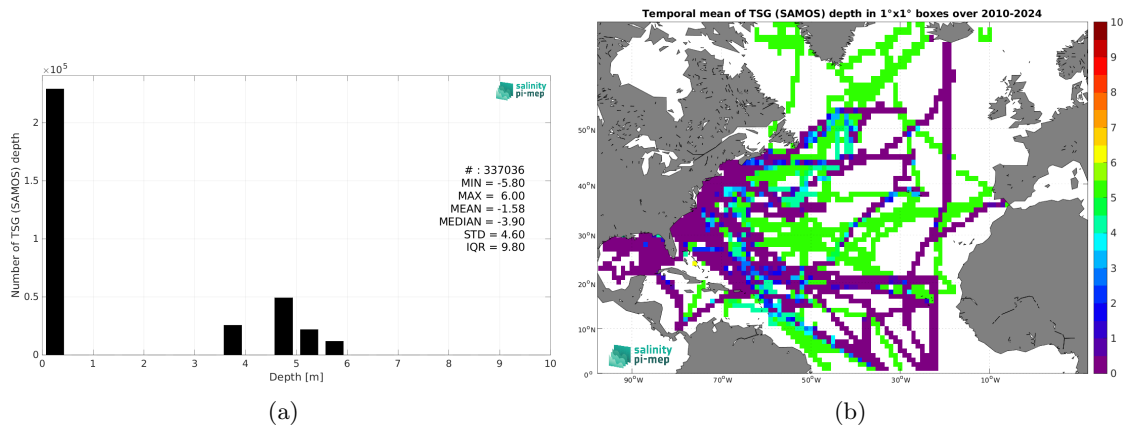 ×10⁵
salinity
pi-mep
2
1.5
1
0.5
0
Number of TSG (SAMOS) depth
# : 337036
MIN = -5.80
MAX = 6.00
MEAN = -1.58
MEDIAN = -3.90
STD = 4.60
IQR = 9.80
0 1 2 3 4 5 6 7 8 9 10
Depth [m]
(a)
Temporal mean of TSG (SAMOS) depth in 1°x1° boxes over 2010-2024
50°N
40°N
30°N
20°N
10°N
0°
90°W 70°W 50°W 30°W 10°W
salinity
pi-mep
10
9
8
7
6
5
4
3
2
1
0
(b)